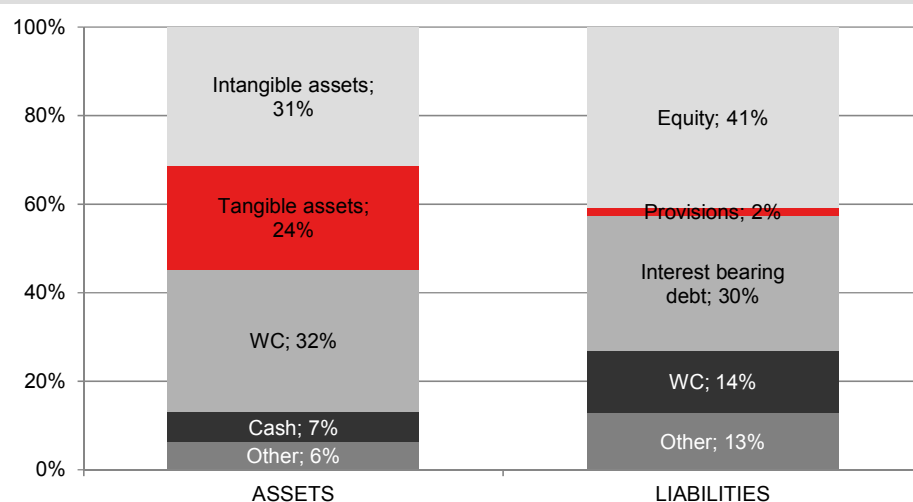 100%
80%
60%
40%
20%
0%
Intangible assets;
31%
Tangible assets;
24%
WC; 32%
Cash; 7%
Other; 6%
Equity; 41%
Provisions; 2%
Interest bearing
debt; 30%
WC; 14%
Other; 13%
ASSETS
LIABILITIES